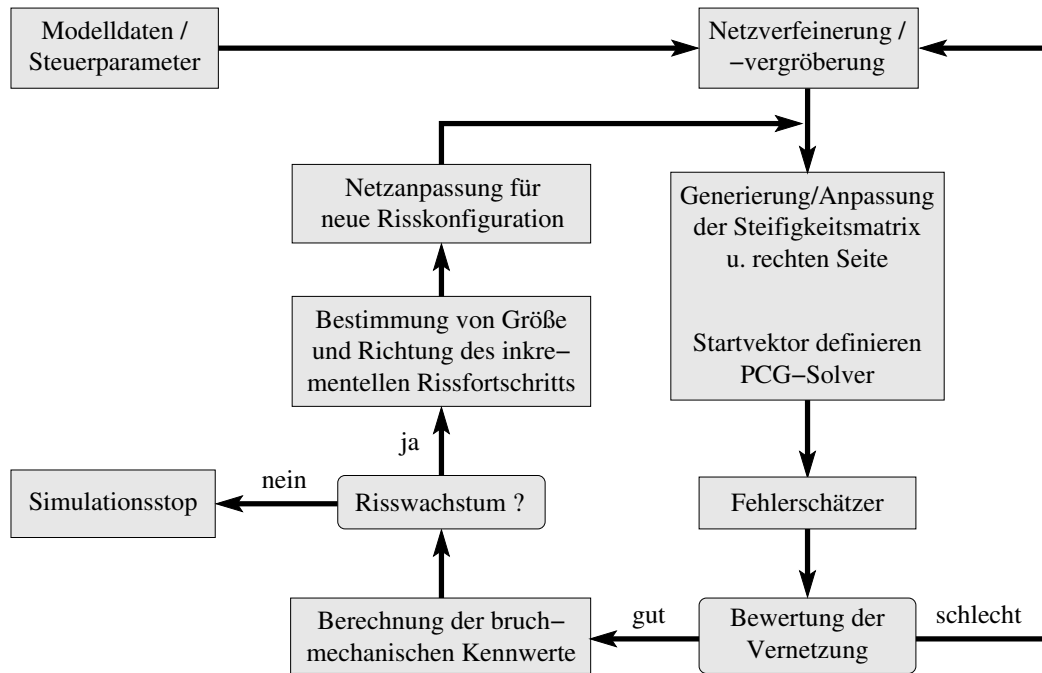 Modelldaten /
Steuerparameter
Netzverfeinerung /
−vergröberung
Netzanpassung für
neue Risskonfiguration
Generierung/Anpassung
der Steifigkeitsmatrix
u. rechten Seite
Startvektor definieren
PCG−Solver
Bestimmung von Größe
und Richtung des inkre−
mentellen Rissfortschritts
ja
nein
Simulationsstop
Risswachstum ?
Fehlerschätzer
Berechnung der bruch−
mechanischen Kennwerte
gut
Bewertung der
Vernetzung
schlecht